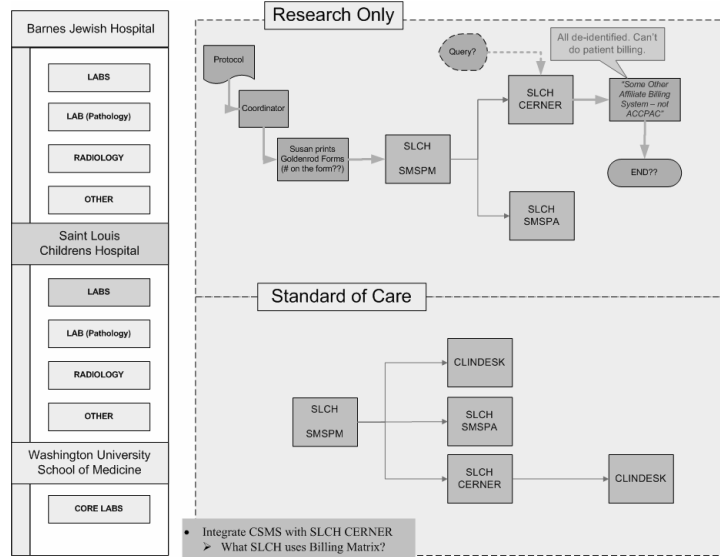 Barnes Jewish Hospital
LABS
LAB (Pathology)
RADIOLOGY
OTHER
Saint Louis
Childrens Hospital
LABS
LAB (Pathology)
RADIOLOGY
OTHER
Washington University
School of Medicine
CORE LABS
Research Only
Protocol
Coordinator
Susan prints
Goldenrod Forms
(# on the form??)
SLCH
SMSPM
Query?
SLCH
CERNER
All de-identified. Can't
do patient billing.
"Some Other
Affiliate Billing
System – not
ACCPAC"
END??
SLCH
SMSPA
Standard of Care
SLCH
SMSPM
CLINDESK
SLCH
SMSPA
SLCH
CERNER
CLINDESK
• Integrate CSMS with SLCH CERNER
➢ What SLCH uses Billing Matrix?